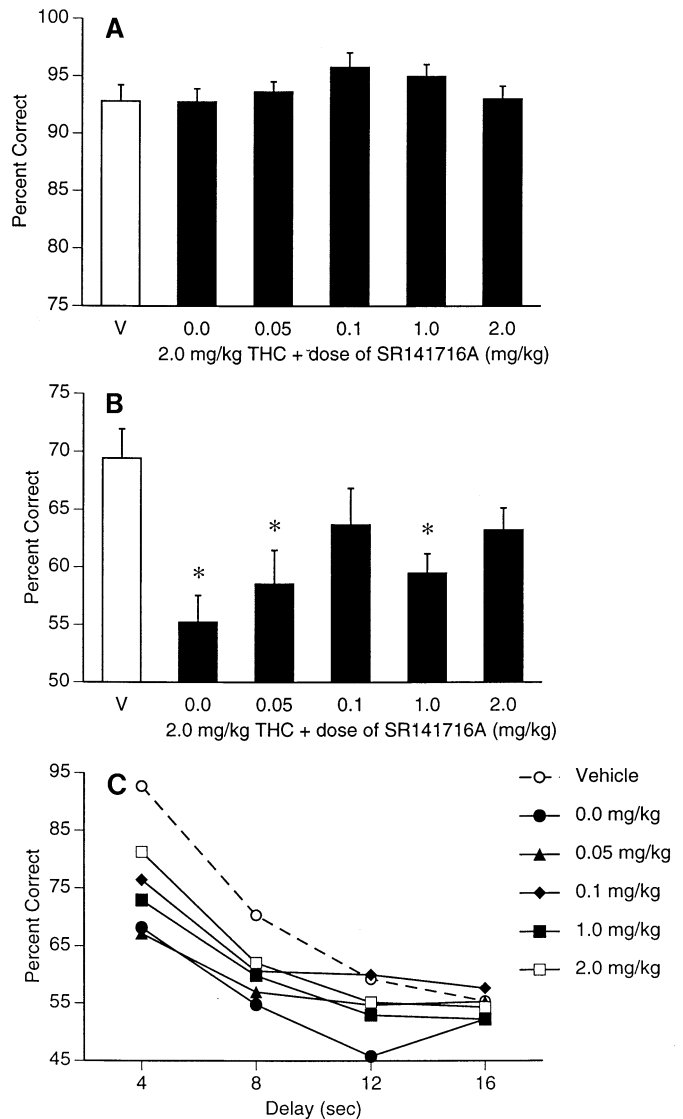 A
100
95
90
85
80
75
Percent Correct
V 0.0 0.05 0.1 1.0 2.0
2.0 mg/kg THC + dose of SR141716A (mg/kg)
B
75
70
65
60
55
50
Percent Correct
* * *
V 0.0 0.05 0.1 1.0 2.0
2.0 mg/kg THC + dose of SR141716A (mg/kg)
C
95
85
75
65
55
45
Percent Correct
4 8 12 16
Delay (sec)
Vehicle
0.0 mg/kg
0.05 mg/kg
0.1 mg/kg
1.0 mg/kg
2.0 mg/kg